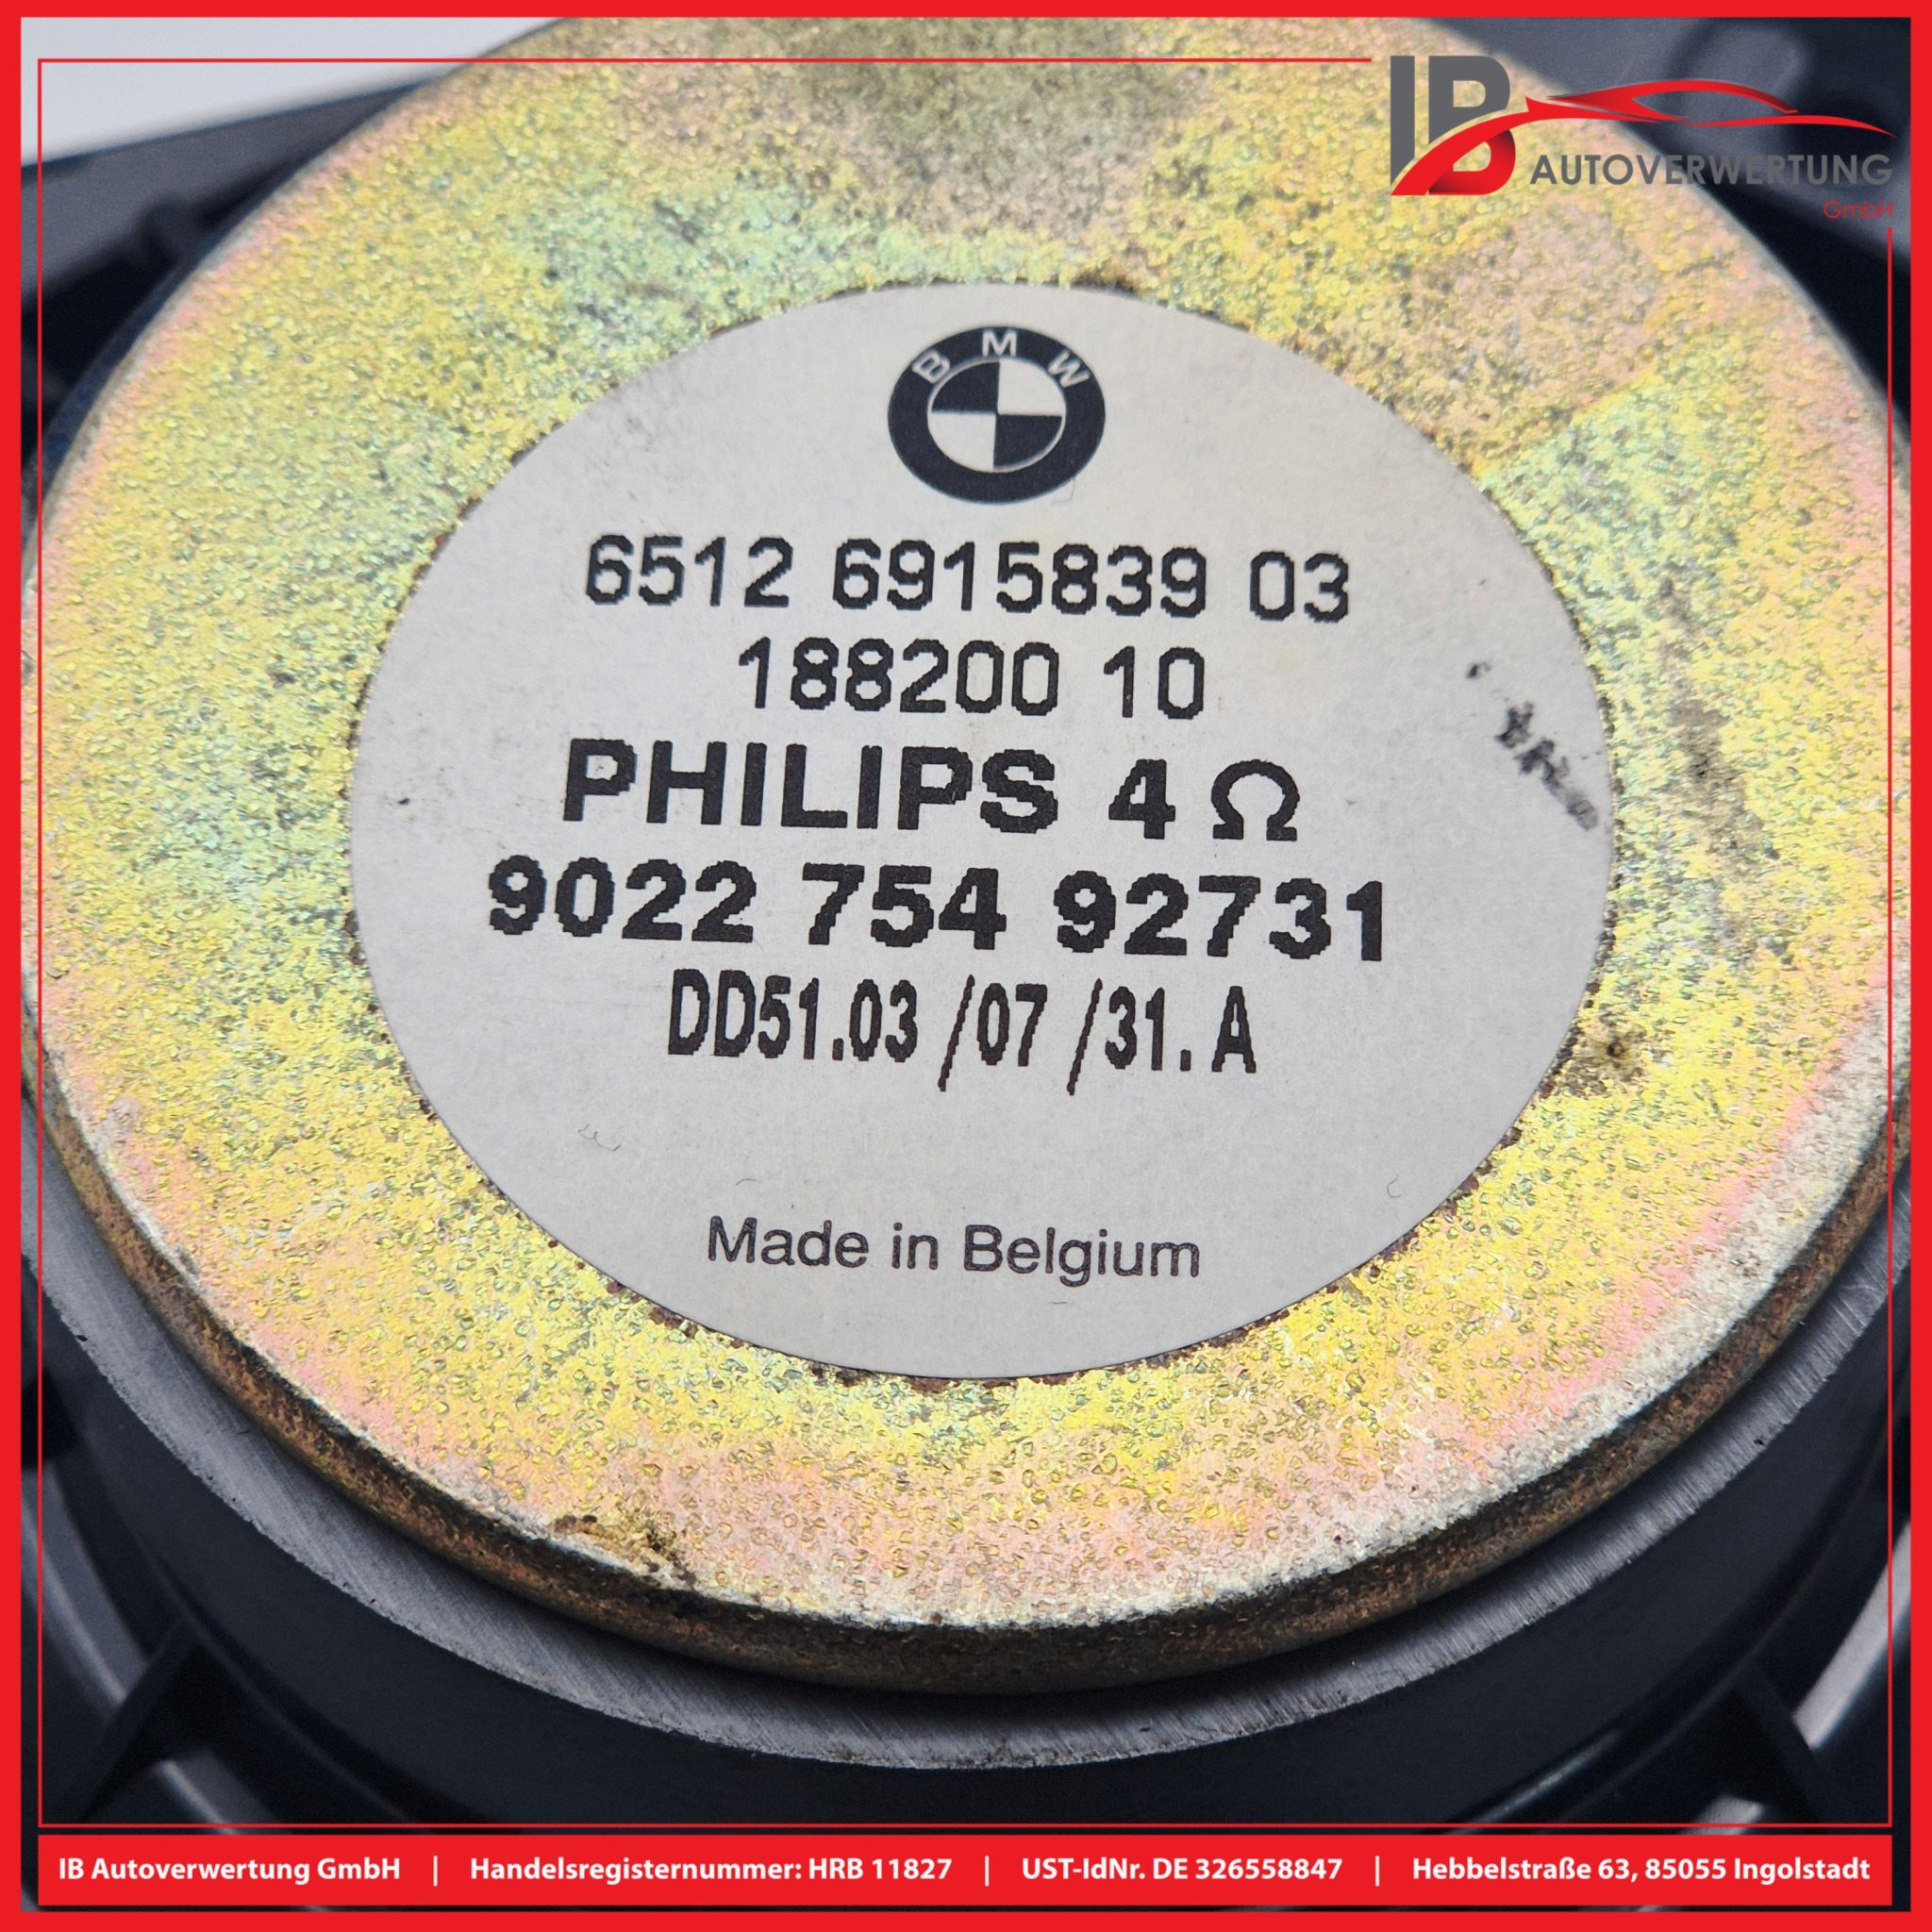 IB
AUTOVERWERTUNG
GmbH
BMW
6512 6915839 03
188200 10
PHILIPS 4 Ω
9022 754 92731
DD51.03 /07 /31. A
Made in Belgium
IB Autoverwertung GmbH | Handelsregisternummer: HRB 11827 | UST-IdNr. DE 326558847 | Hebbelstraße 63, 85055 Ingolstadt